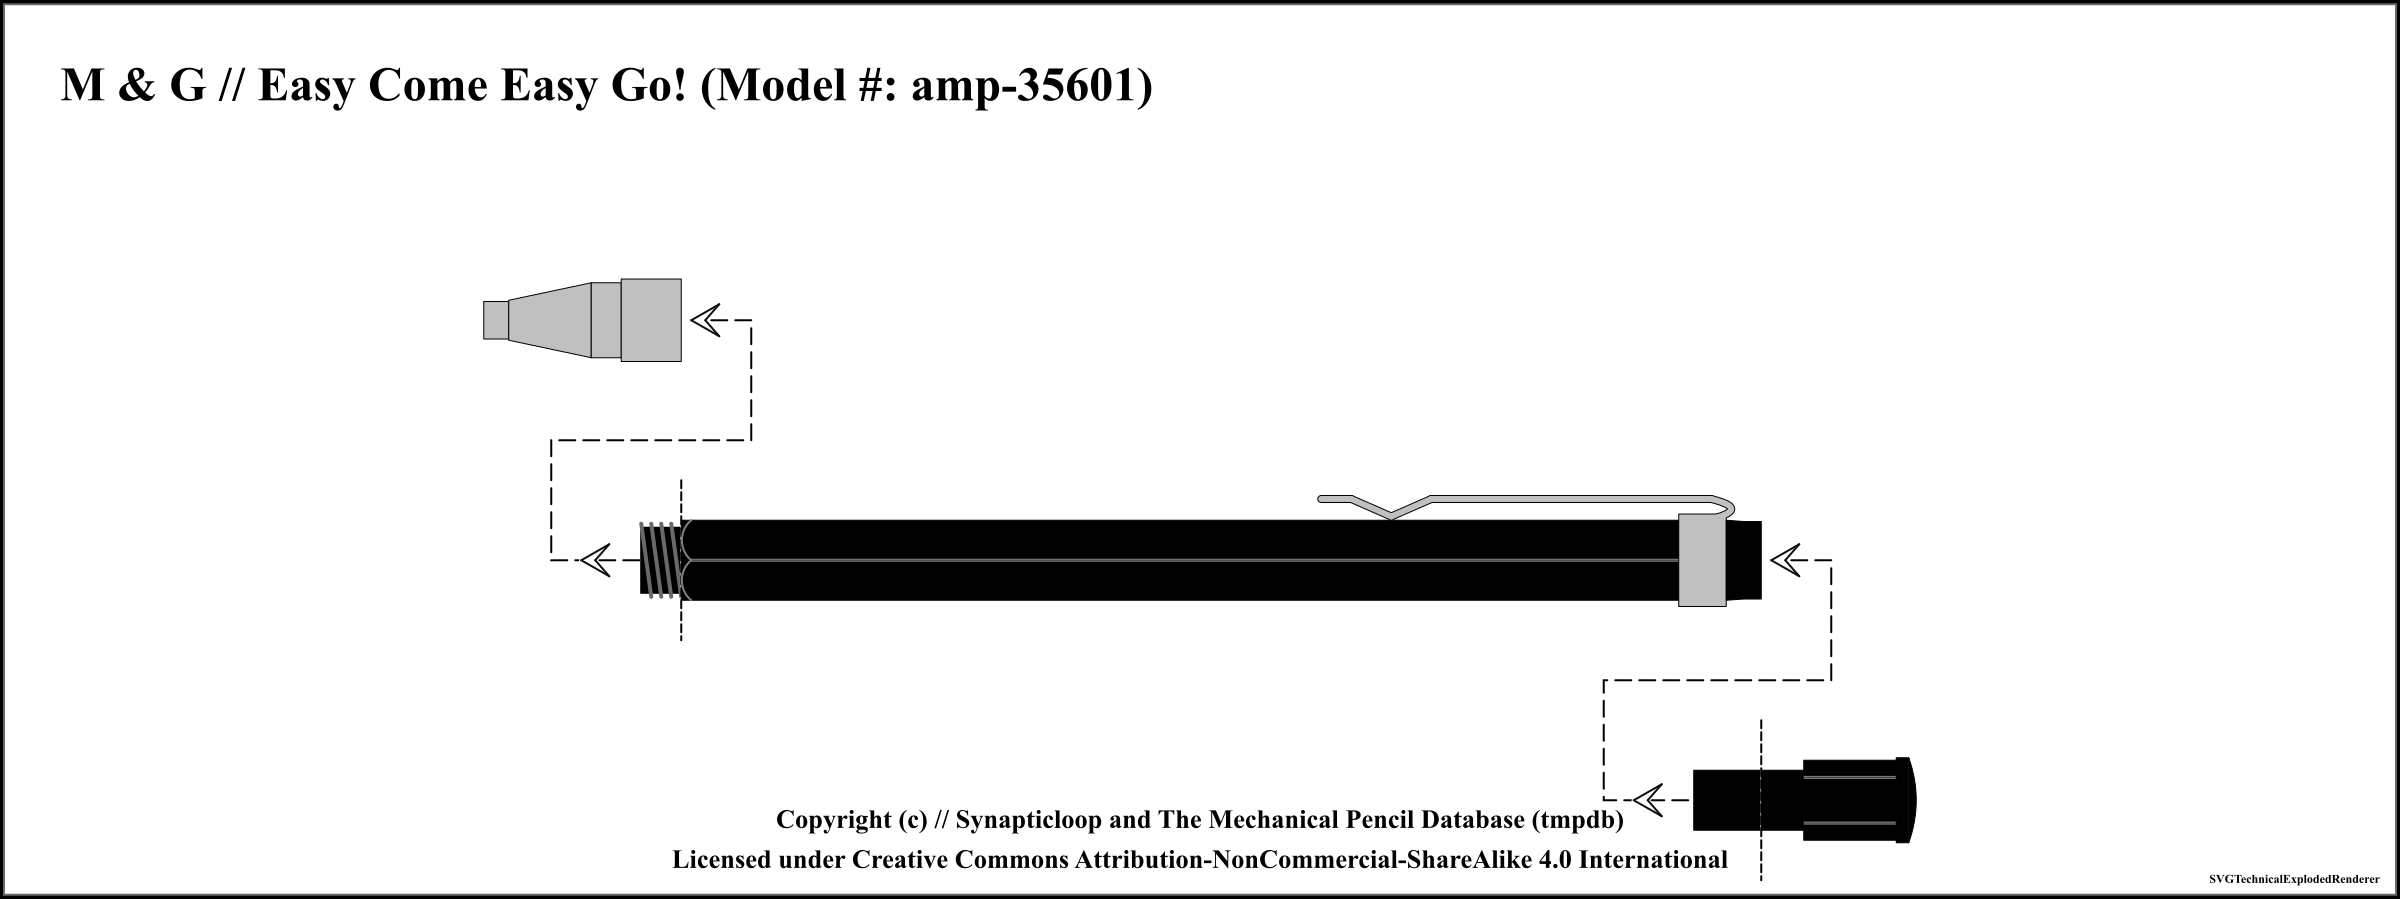 M & G // Easy Come Easy Go! (Model #: amp-35601)
Copyright (c) // Synapticloop and The Mechanical Pencil Database (tmpdb)
Licensed under Creative Commons Attribution-NonCommercial-ShareAlike 4.0 International
SVGTechnicalExplodedRenderer